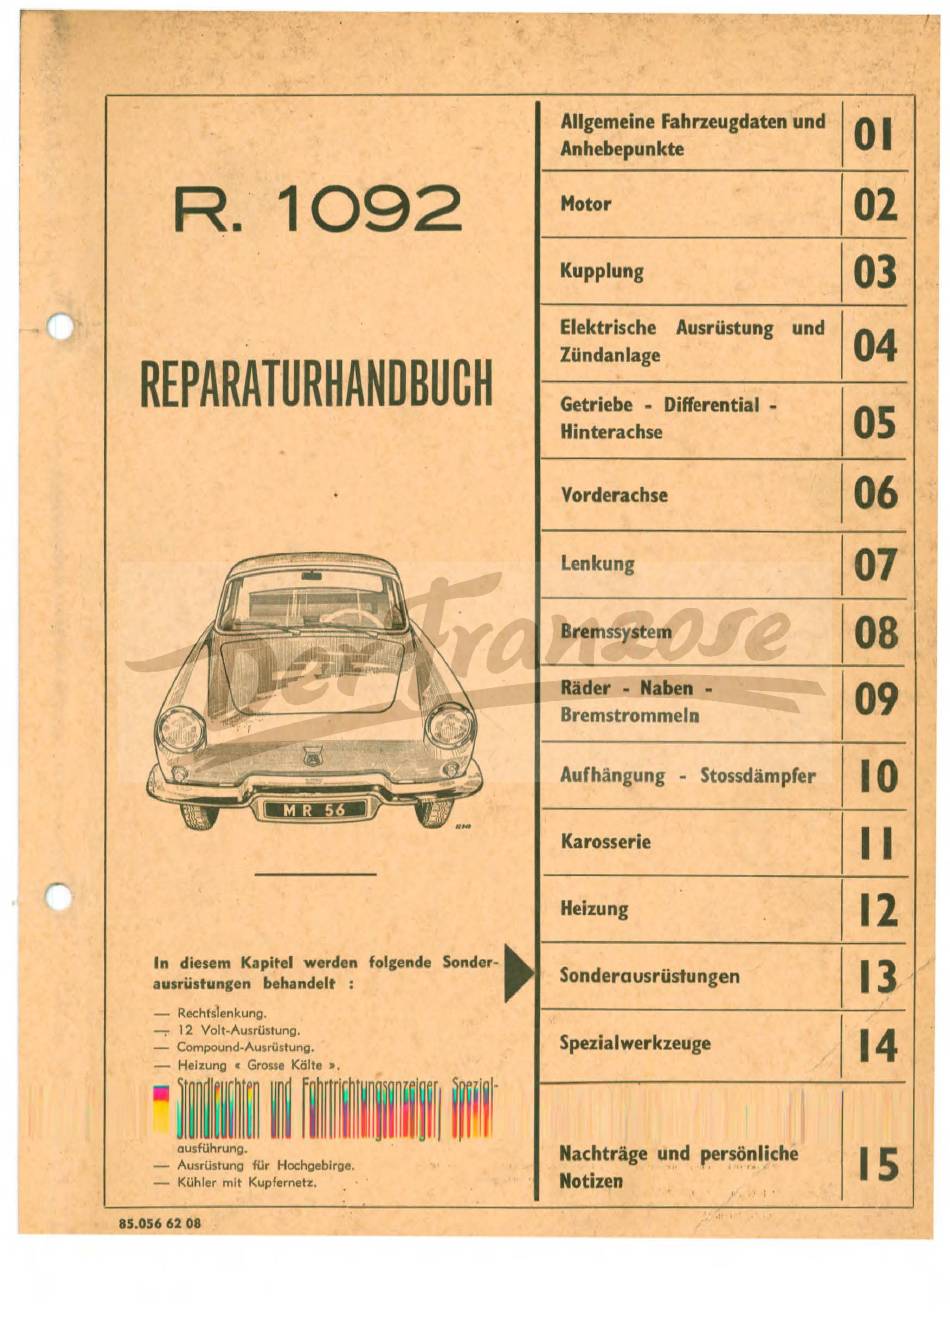 R. 1092
REPARATURHANDBUCH
Der Franzose
MR 56
In diesem Kapitel werden folgende Sonder-
ausrüstungen behandelt :
— Rechtslenkung.
— 12 Volt-Ausrüstung.
— Compound-Ausrüstung.
— Heizung « Grosse Kälte ».
Standleuchten und Fahrtrichtungsanzeiger, Spezial-
ausführung.
— Ausrüstung für Hochgebirge.
— Kühler mit Kupfernetz.
85.056 62 08
Allgemeine Fahrzeugdaten und
Anhebepunkte
01
Motor 02
Kupplung 03
Elektrische Ausrüstung und
Zündanlage
04
Getriebe - Differential -
Hinterachse
05
Vorderachse 06
Lenkung 07
Bremssystem 08
Räder - Naben -
Bremstrommeln
09
Aufhängung - Stossdämpfer 10
Karosserie 11
Heizung 12
Sonderausrüstungen 13
Spezialwerkzeuge 14
Nachträge und persönliche
Notizen
15